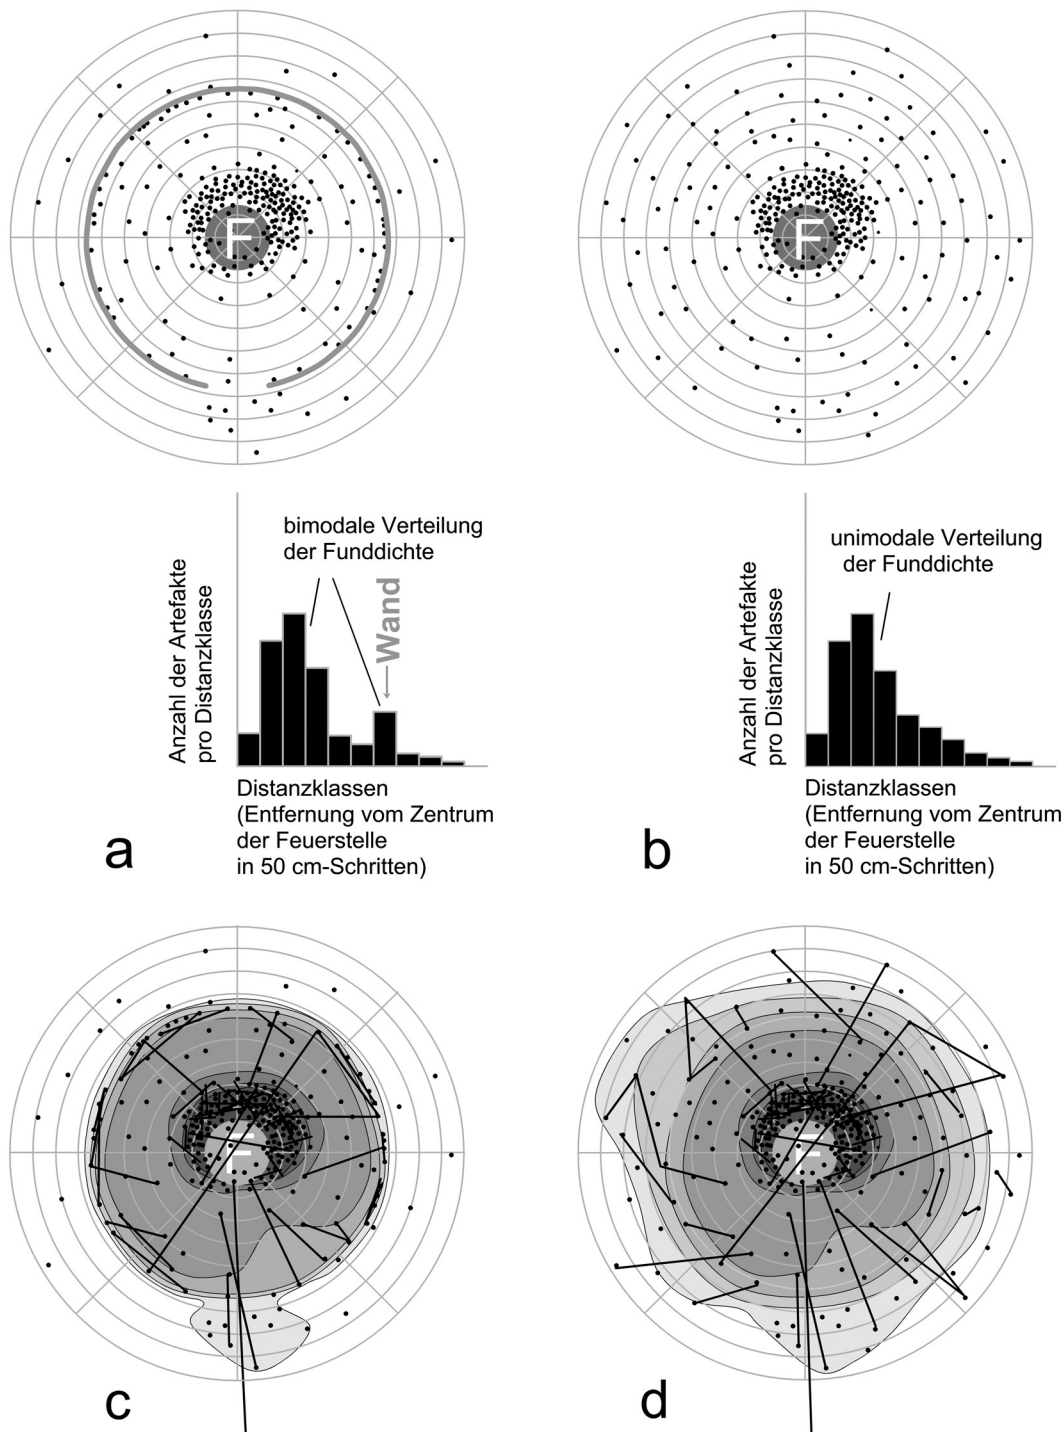 F
F
bimodale Verteilung
der Funddichte
Wand
Anzahl der Artefakte
pro Distanzklasse
Distanzklassen
(Entfernung vom Zentrum
der Feuerstelle
in 50 cm-Schritten)
a
unimodale Verteilung
der Funddichte
Anzahl der Artefakte
pro Distanzklasse
Distanzklassen
(Entfernung vom Zentrum
der Feuerstelle
in 50 cm-Schritten)
b
F
F
c
d